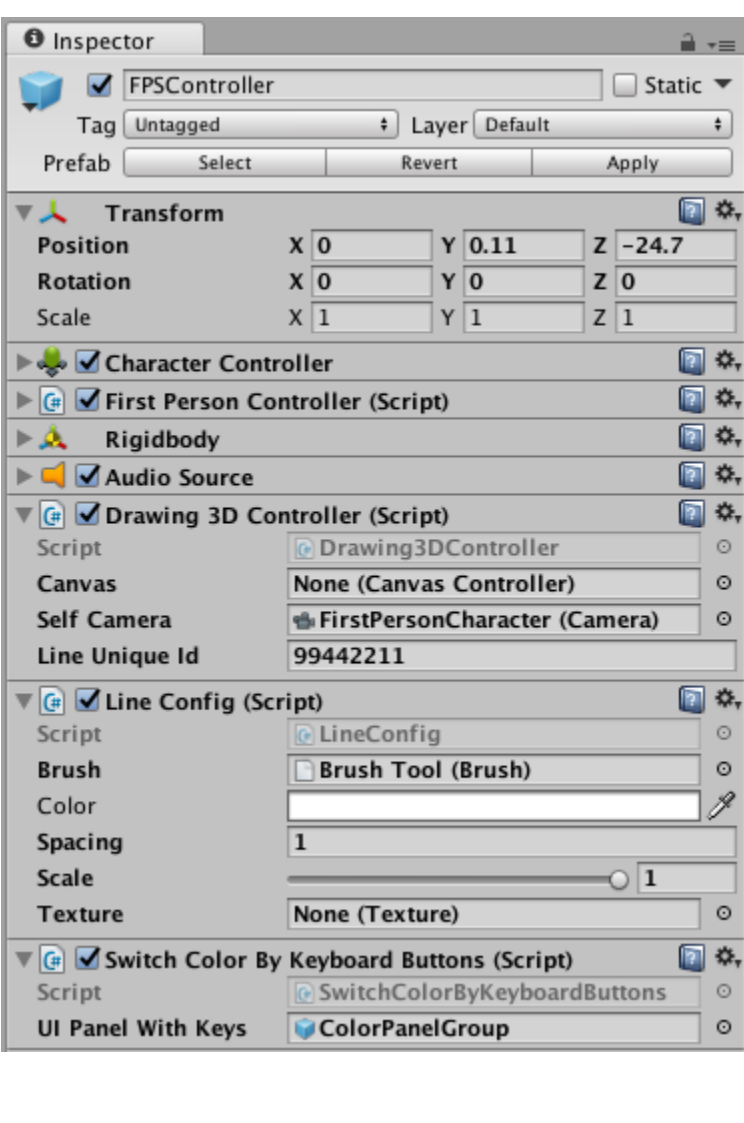 Inspector
FPSController Static
Tag Untagged Layer Default
Prefab Select Revert Apply
Transform
Position X 0 Y 0.11 Z -24.7
Rotation X 0 Y 0 Z 0
Scale X 1 Y 1 Z 1
Character Controller
First Person Controller (Script)
Rigidbody
Audio Source
Drawing 3D Controller (Script)
Script Drawing3DController
Canvas None (Canvas Controller)
Self Camera FirstPersonCharacter (Camera)
Line Unique Id 99442211
Line Config (Script)
Script LineConfig
Brush Brush Tool (Brush)
Color
Spacing 1
Scale 1
Texture None (Texture)
Switch Color By Keyboard Buttons (Script)
Script SwitchColorByKeyboardButtons
UI Panel With Keys ColorPanelGroup